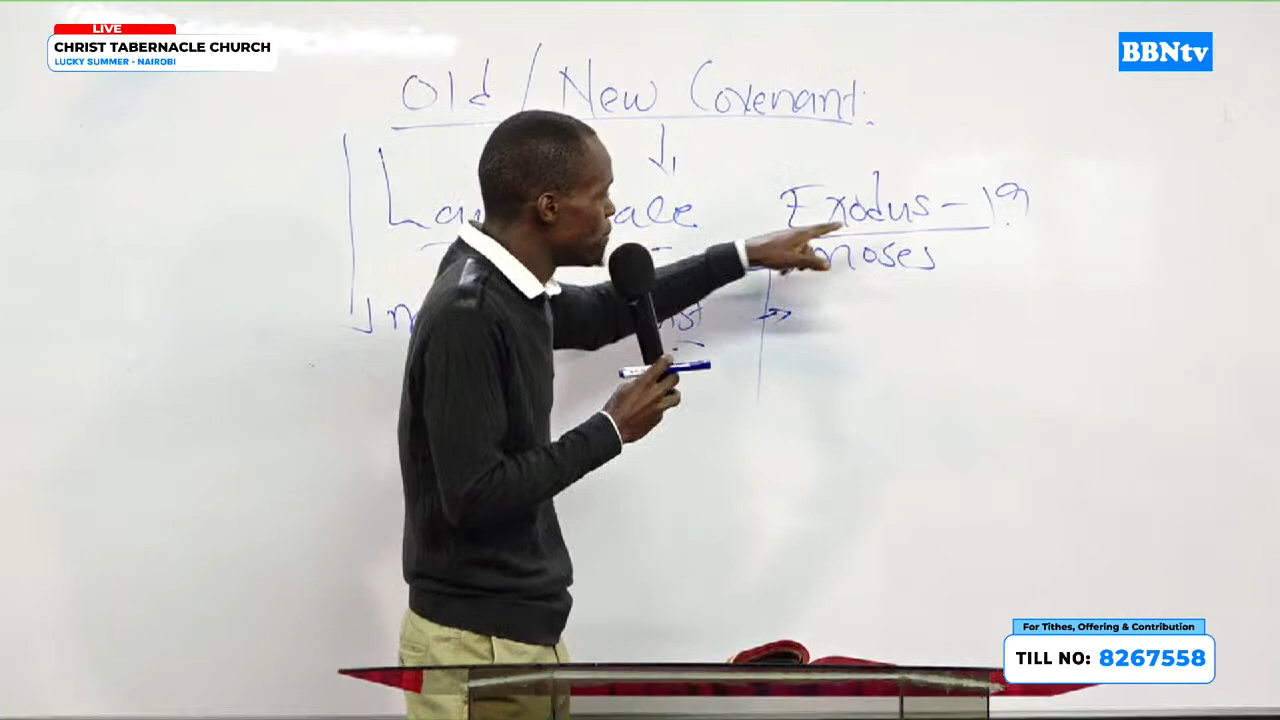 LIVE
CHRIST TABERNACLE CHURCH
LUCKY SUMMER - NAIROBI
BBNtv
Old / New Covenant:
Exodus - 19
moses
For Tithes, Offering & Contribution
TILL NO: 8267558